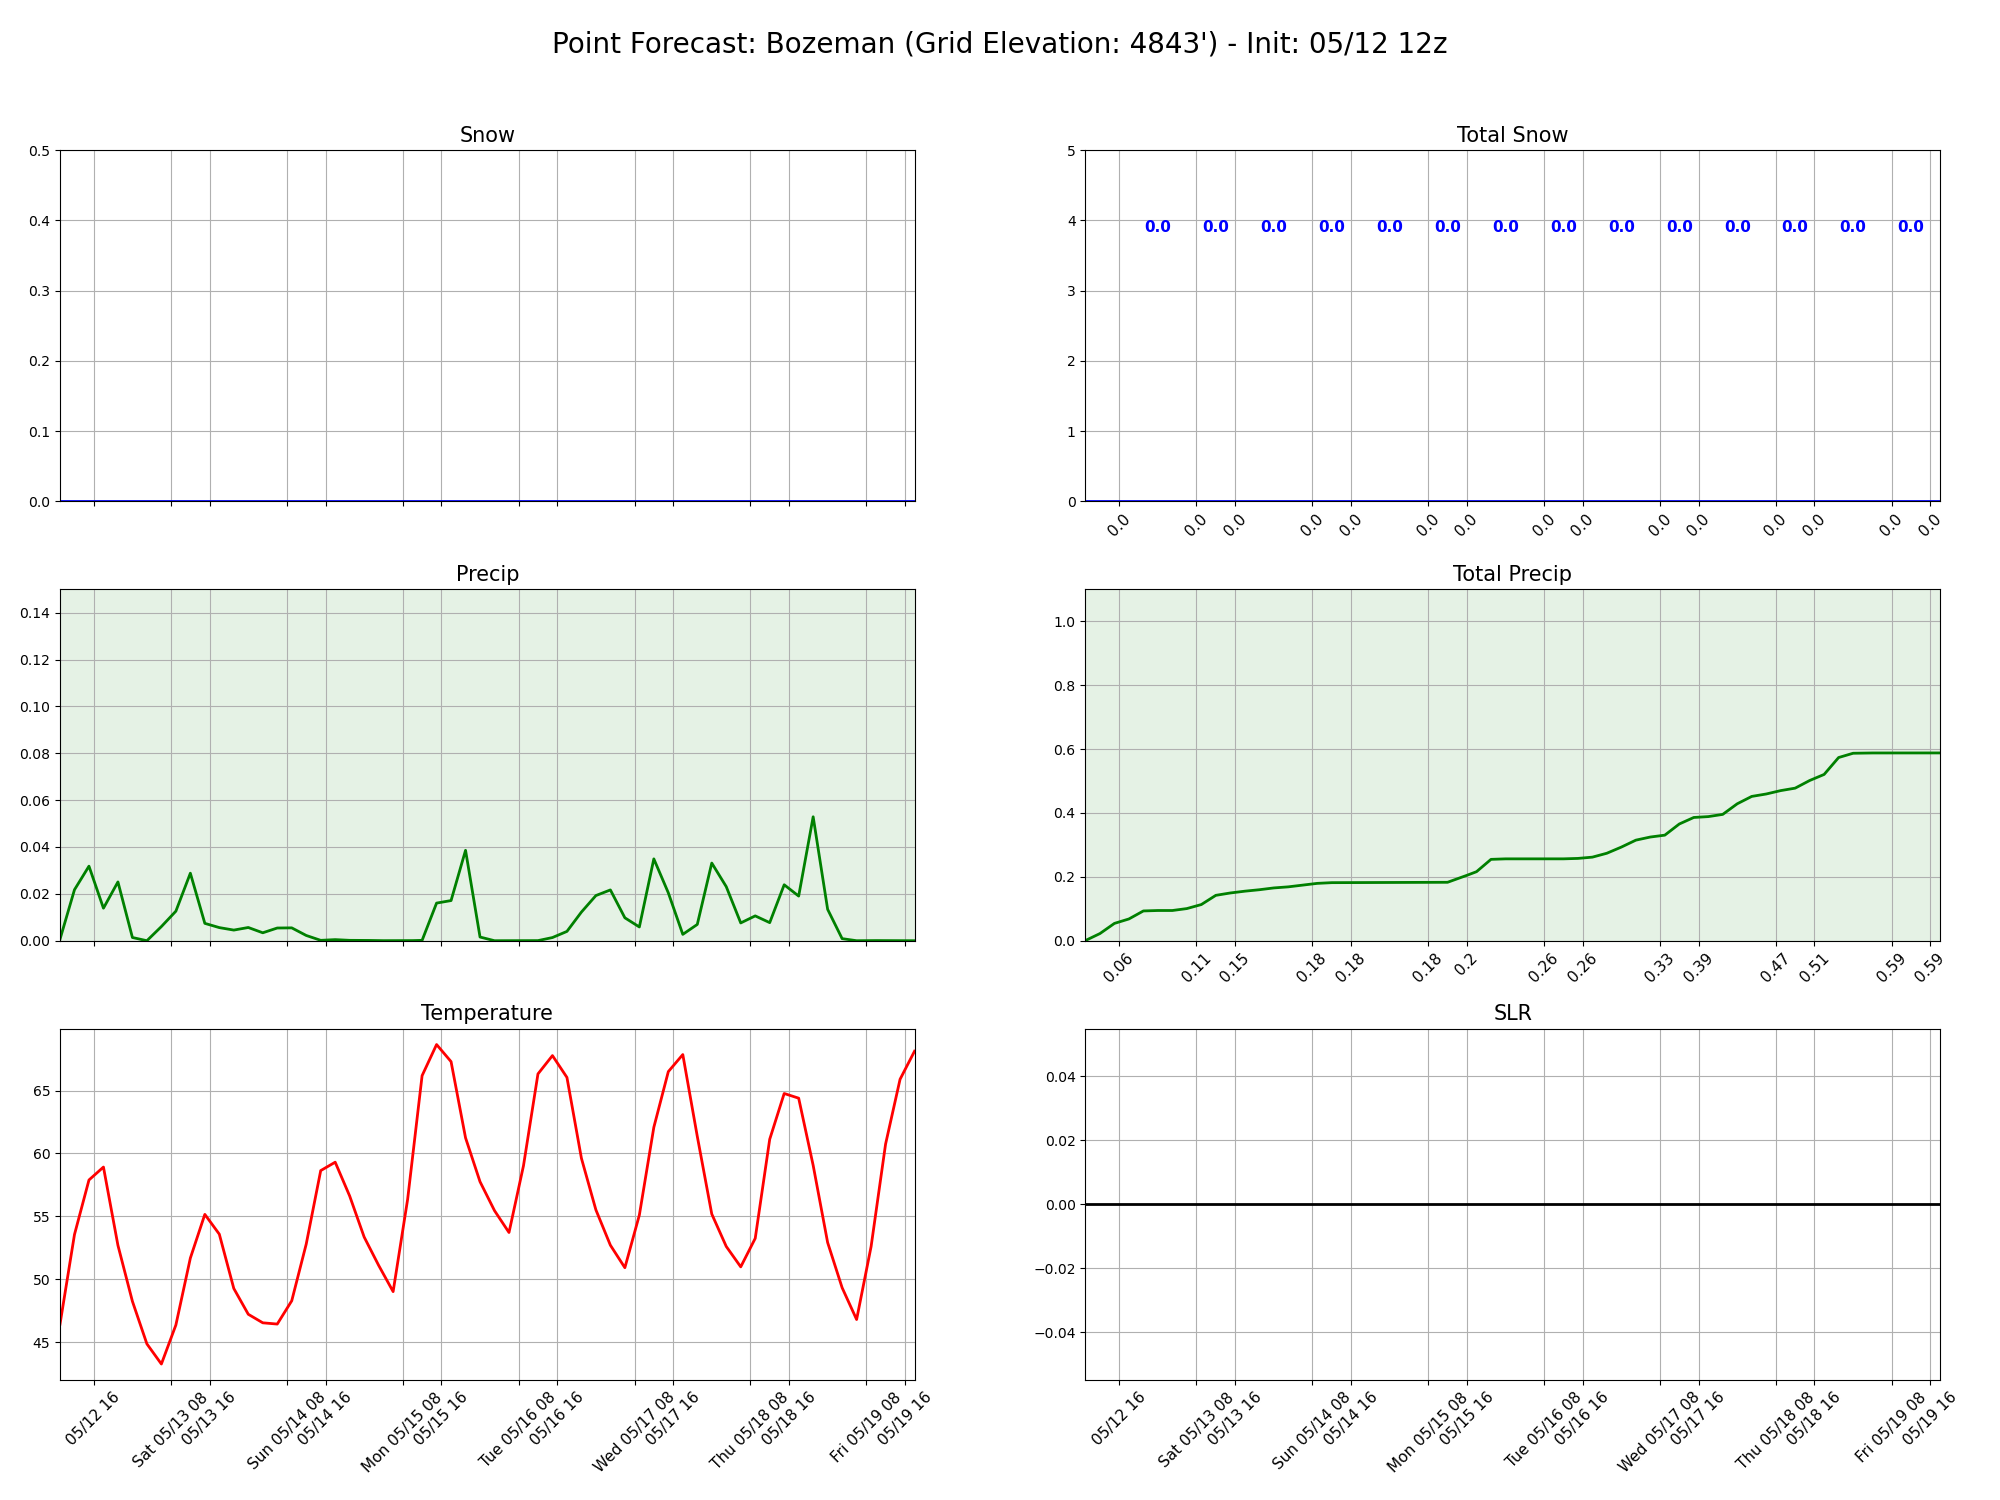 Point Forecast: Bozeman (Grid Elevation: 4843') - Init: 05/12 12z
Snow
0.5
0.4
0.3
0.2
0.1
0.0
Total Snow
5
4
3
2
1
0
0.0 0.0 0.0 0.0 0.0 0.0 0.0 0.0 0.0 0.0 0.0 0.0 0.0 0.0
0.0 0.0 0.0 0.0 0.0 0.0 0.0 0.0 0.0 0.0 0.0 0.0 0.0 0.0 0.0
Precip
0.14
0.12
0.10
0.08
0.06
0.04
0.02
0.00
Total Precip
1.0
0.8
0.6
0.4
0.2
0.0
0.06 0.11 0.15 0.18 0.18 0.18 0.2 0.26 0.26 0.33 0.39 0.47 0.51 0.59 0.59
Temperature
65
60
55
50
45
05/12 16
Sat 05/13 08
05/13 16
Sun 05/14 08
05/14 16
Mon 05/15 08
05/15 16
Tue 05/16 08
05/16 16
Wed 05/17 08
05/17 16
Thu 05/18 08
05/18 16
Fri 05/19 08
05/19 16
SLR
0.04
0.02
0.00
−0.02
−0.04
05/12 16
Sat 05/13 08
05/13 16
Sun 05/14 08
05/14 16
Mon 05/15 08
05/15 16
Tue 05/16 08
05/16 16
Wed 05/17 08
05/17 16
Thu 05/18 08
05/18 16
Fri 05/19 08
05/19 16